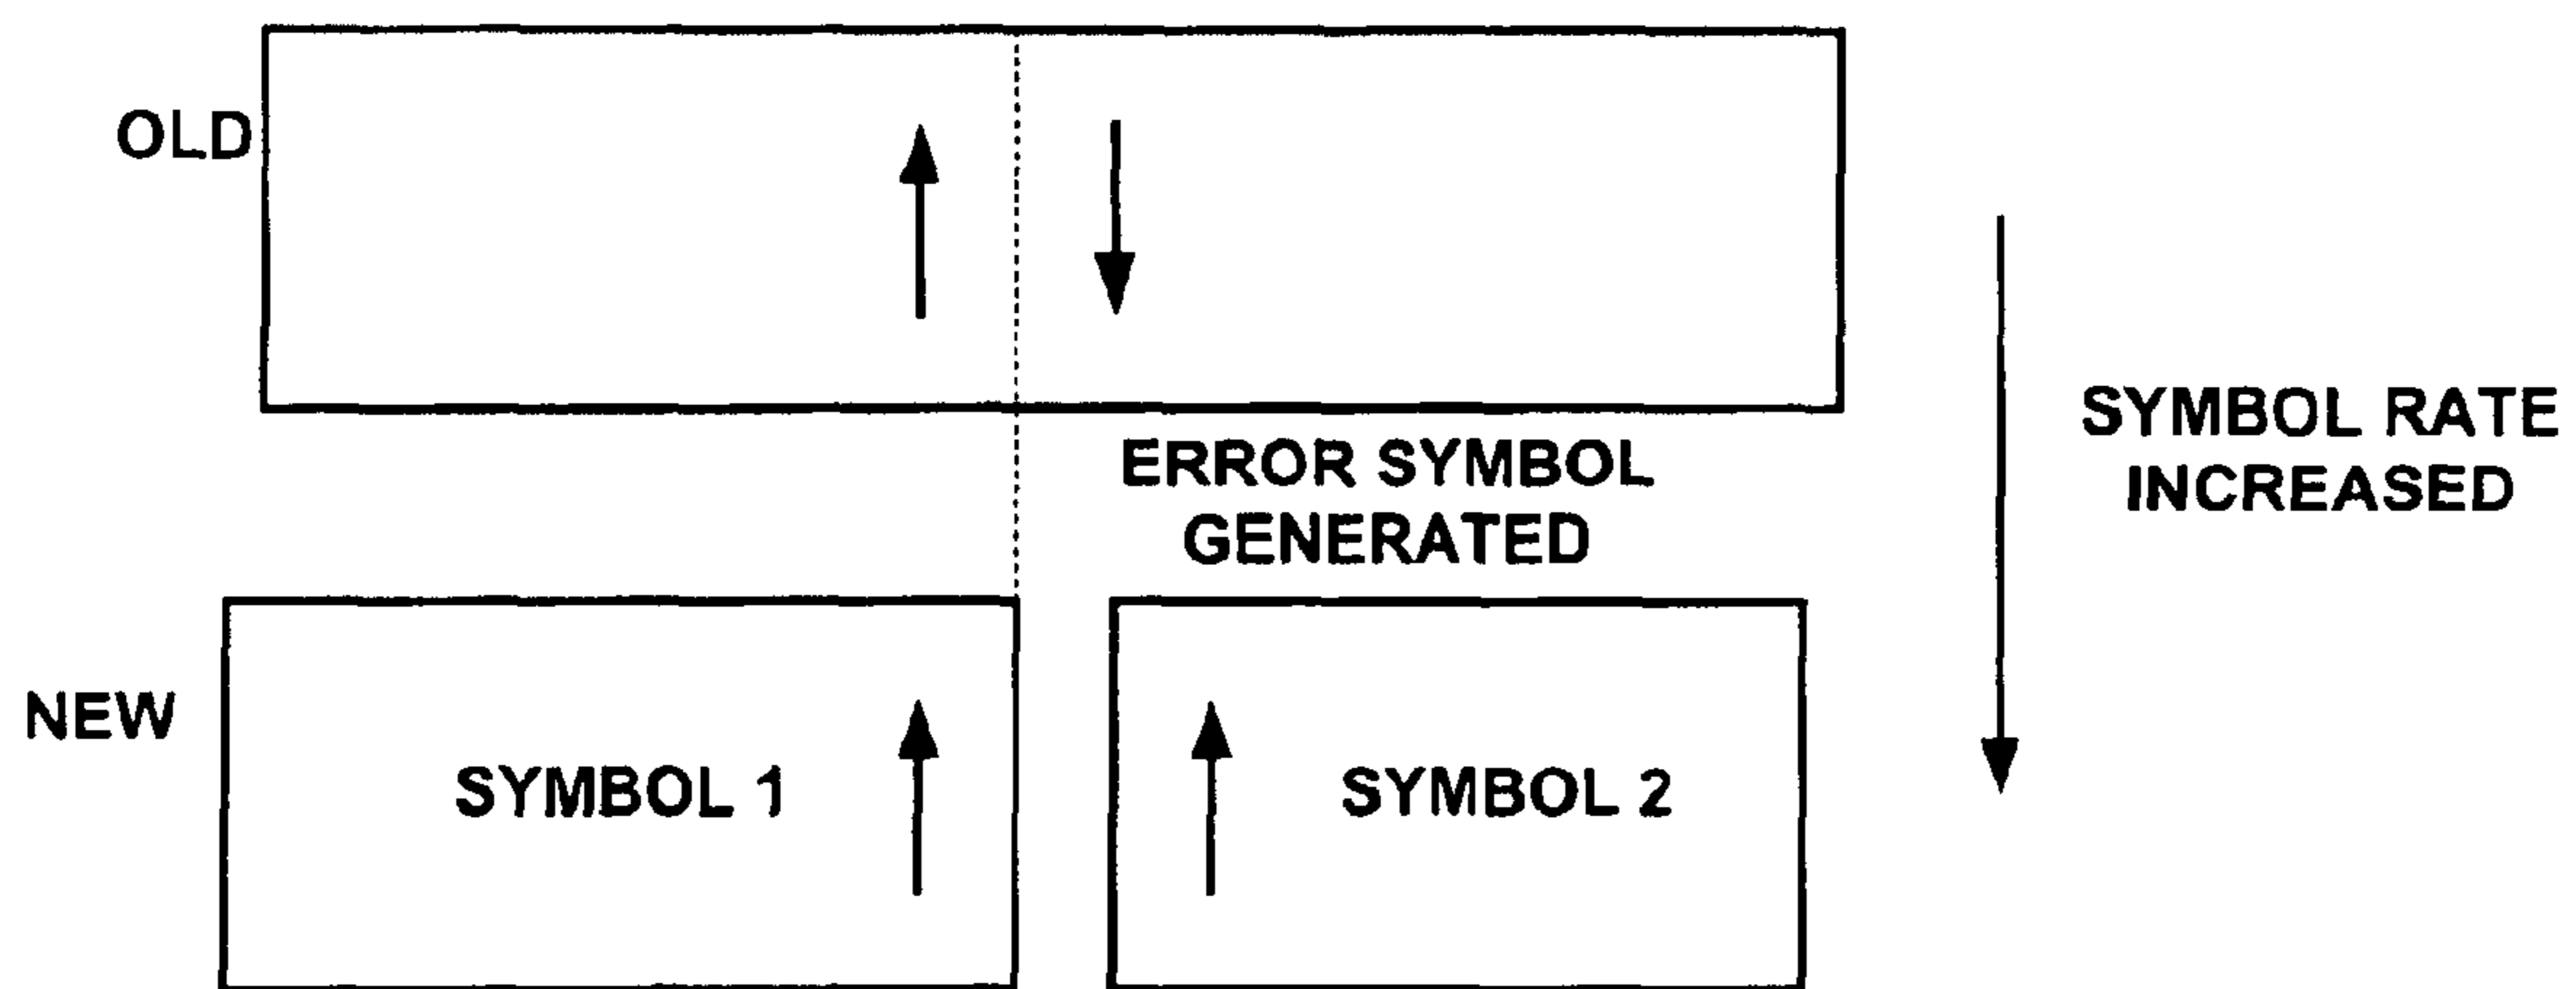 OLD
ERROR SYMBOL
GENERATED
SYMBOL RATE
INCREASED
NEW
SYMBOL 1
SYMBOL 2